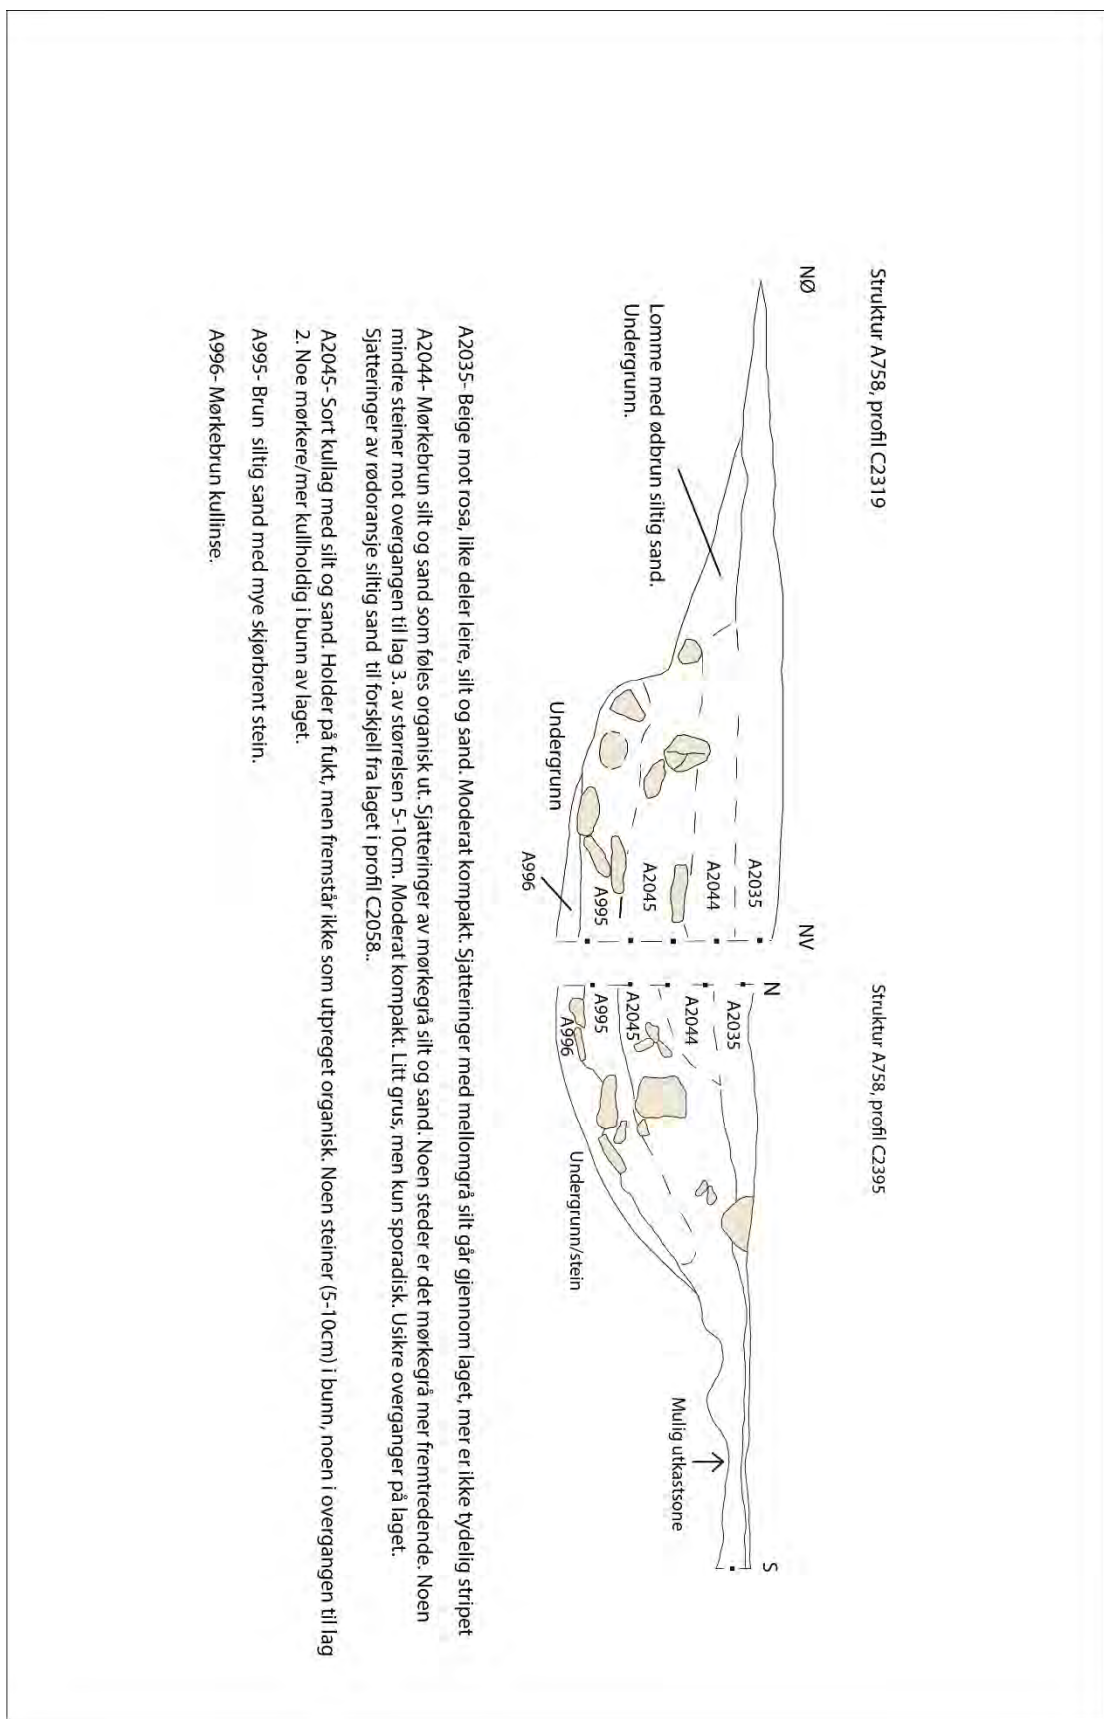 Struktur A758, profil C2319
Struktur A758, profil C2395
NØ
NV
N
S
Lomme med ødbrun siltig sand.
Undergrunn.
A2035
A2044
A2045
A995
A996
Undergrunn
A2035
A2044
A2045
A995
A996
Undergrunn/stein
Mulig utkastsone
A2035- Beige mot rosa, like deler leire, silt og sand. Moderat kompakt. Sjatteringer med mellomgrå silt går gjennom laget, mer er ikke tydelig stripet
A2044- Mørkebrun silt og sand som føles organisk ut. Sjatteringer av mørkegrå silt og sand. Noen steder er det mørkegrå mer fremtredende. Noen
mindre steiner mot overgangen til lag 3. av størrelsen 5-10cm. Moderat kompakt. Litt grus, men kun sporadisk. Usikre overganger på laget.
Sjatteringer av rødoransje siltig sand til forskjell fra laget i profil C2058..
A2045- Sort kullag med silt og sand. Holder på fukt, men fremstår ikke som utpreget organisk. Noen steiner (5-10cm) i bunn, noen i overgangen til lag
2. Noe mørkere/mer kullholdig i bunn av laget.
A995- Brun siltig sand med mye skjørbrent stein.
A996- Mørkebrun kullinse.